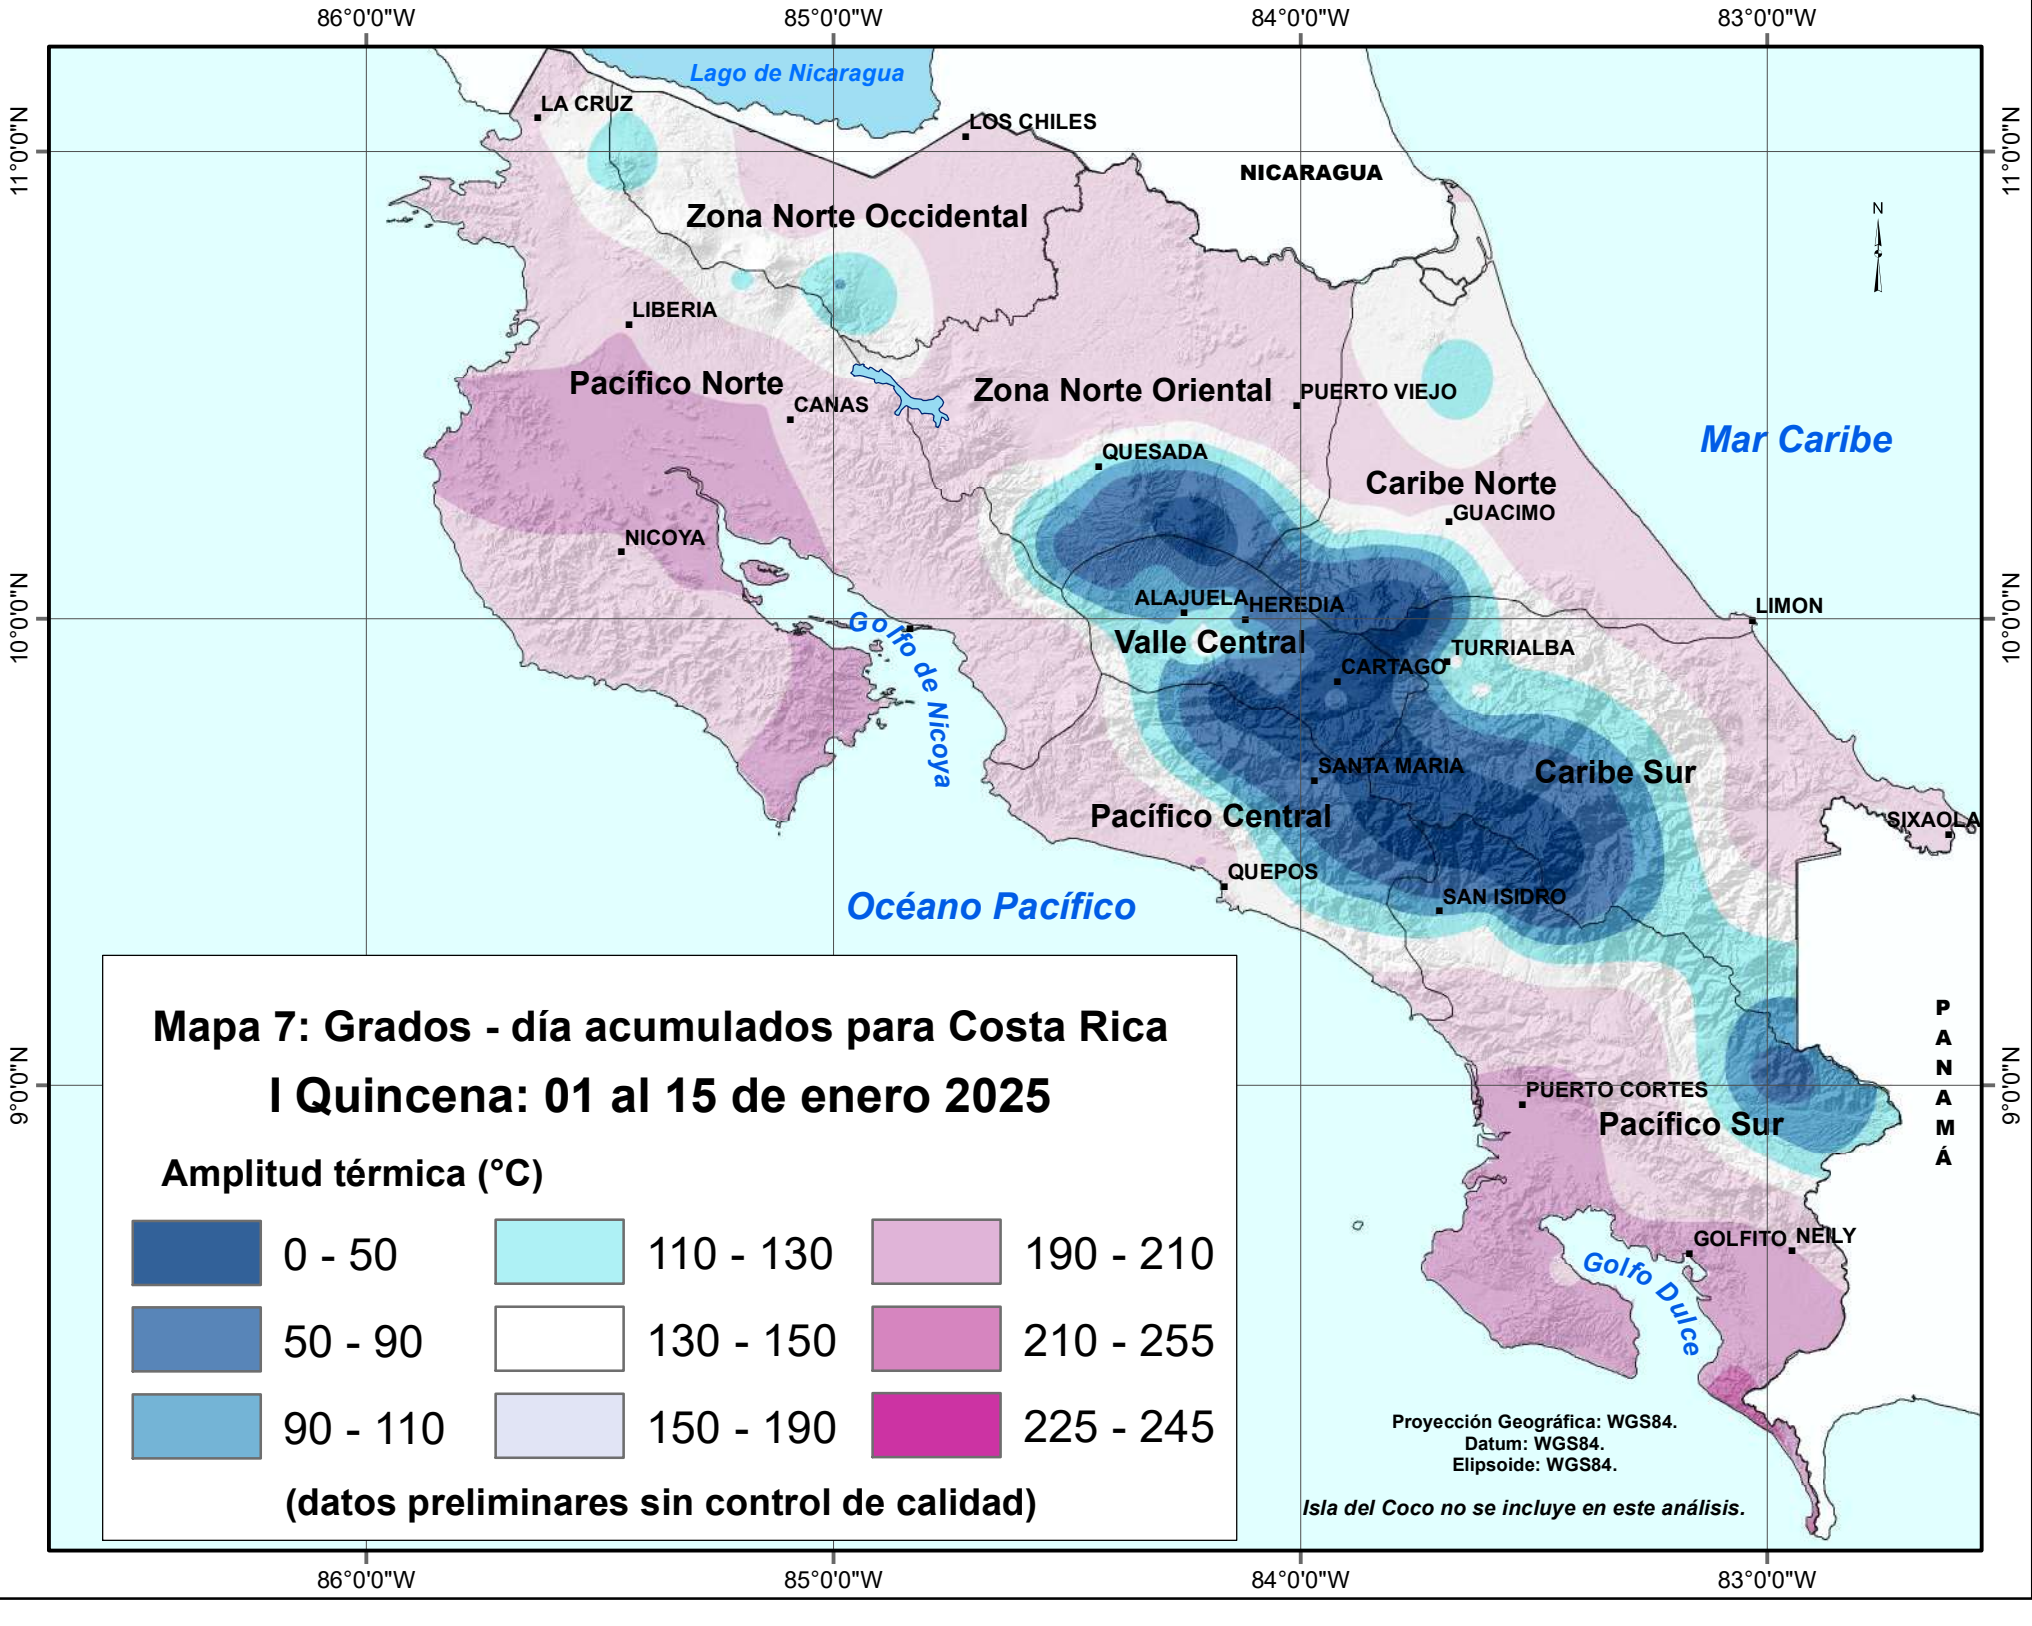 86°0'0"W 85°0'0"W 84°0'0"W 83°0'0"W
Lago de Nicaragua
LA CRUZ
LOS CHILES
11°0'0"N
11°0'0"N
NICARAGUA
N
Zona Norte Occidental
LIBERIA
Pacífico Norte
Zona Norte Oriental
PUERTO VIEJO
CANAS
Mar Caribe
QUESADA
Caribe Norte
GUACIMO
NICOYA
10°0'0"N
10°0'0"N
ALAJUELA
HEREDIA
LIMON
Golfo de Nicoya
Valle Central
TURRIALBA
CARTAGO
SANTA MARIA
Caribe Sur
Pacífico Central
SIXAOLA
QUEPOS
SAN ISIDRO
Océano Pacífico
PANAMÁ
9°0'0"N
9°0'0"N
PUERTO CORTES
Pacífico Sur
GOLFITO
NEILY
Golfo Dulce
Mapa 7: Grados - día acumulados para Costa Rica
I Quincena: 01 al 15 de enero 2025
Amplitud térmica (°C)
0 - 50
110 - 130
190 - 210
50 - 90
130 - 150
210 - 255
90 - 110
150 - 190
225 - 245
(datos preliminares sin control de calidad)
Proyección Geográfica: WGS84.
Datum: WGS84.
Elipsoide: WGS84.
Isla del Coco no se incluye en este análisis.
86°0'0"W 85°0'0"W 84°0'0"W 83°0'0"W